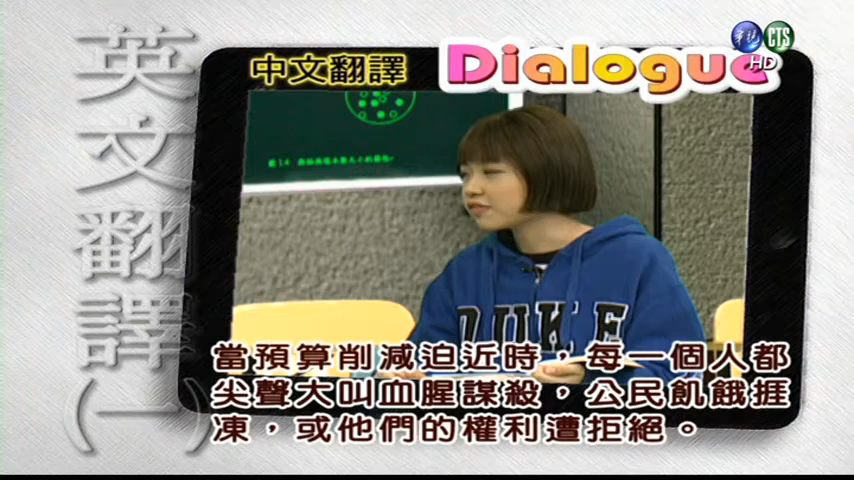 華視 CTS
HD
中文翻譯
Dialogue
英文翻譯(一)
DUKE
當預算削減迫近時，每一個人都
尖聲大叫血腥謀殺，公民飢餓捱
凍，或他們的權利遭拒絕。